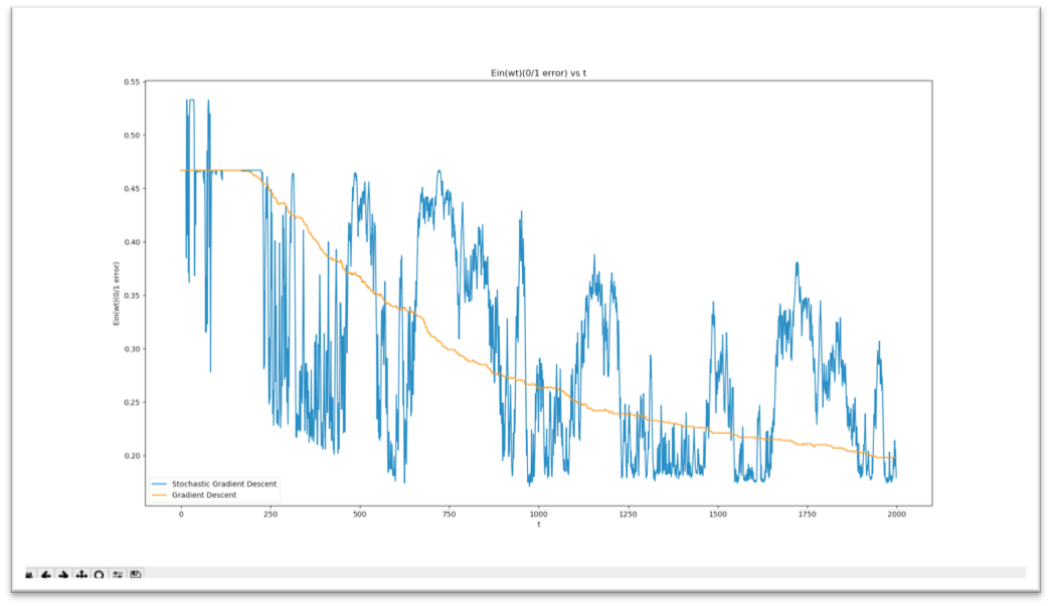 Ein(wt)(0/1 error) vs t
Ein(wt)(0/1 error)
0.55
0.50
0.45
0.40
0.35
0.30
0.25
0.20
Stochastic Gradient Descent
Gradient Descent
0 250 500 750 1000 1250 1500 1750 2000
t